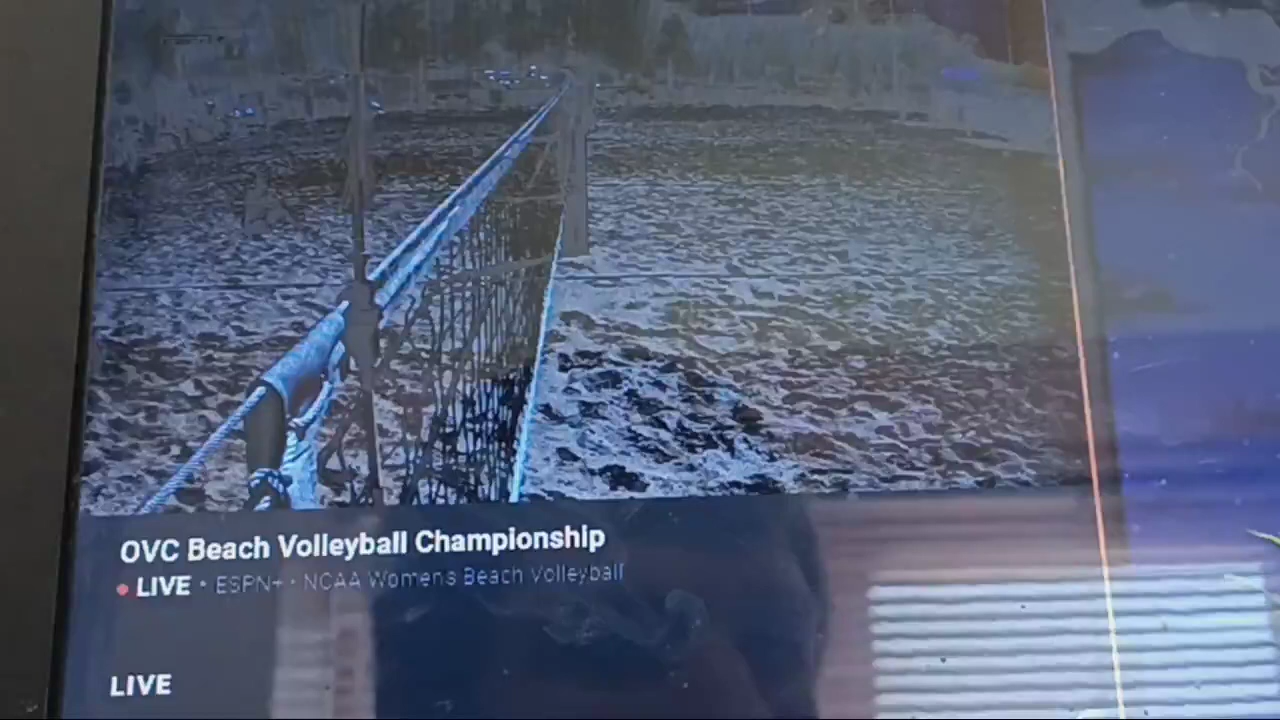 OVC Beach Volleyball Championship
• LIVE • ESPN+ • NCAA Womens Beach Volleyball
LIVE